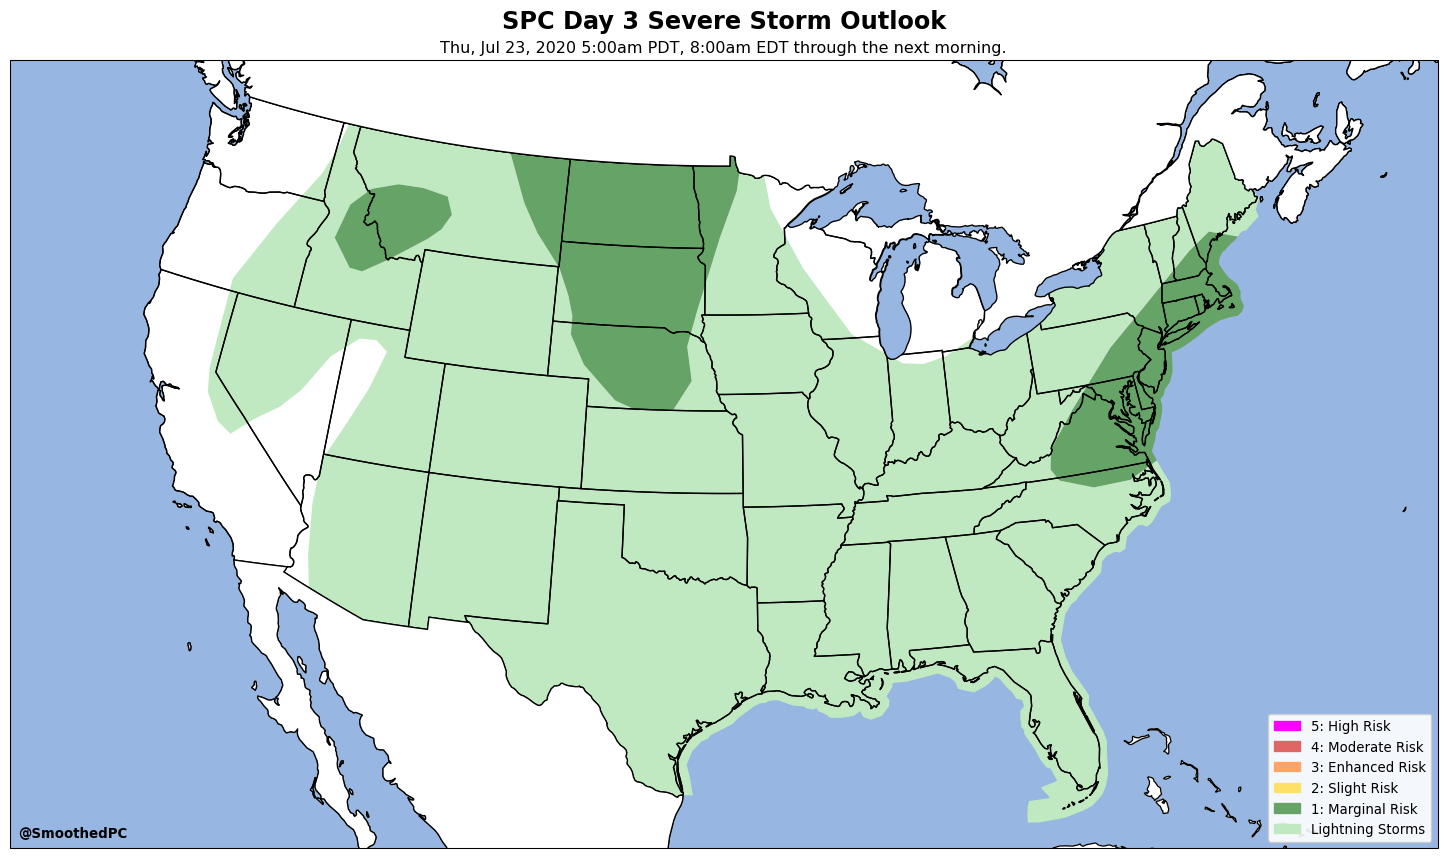 SPC Day 3 Severe Storm Outlook
Thu, Jul 23, 2020 5:00am PDT, 8:00am EDT through the next morning.
5: High Risk
4: Moderate Risk
3: Enhanced Risk
2: Slight Risk
1: Marginal Risk
Lightning Storms
@SmoothedPC